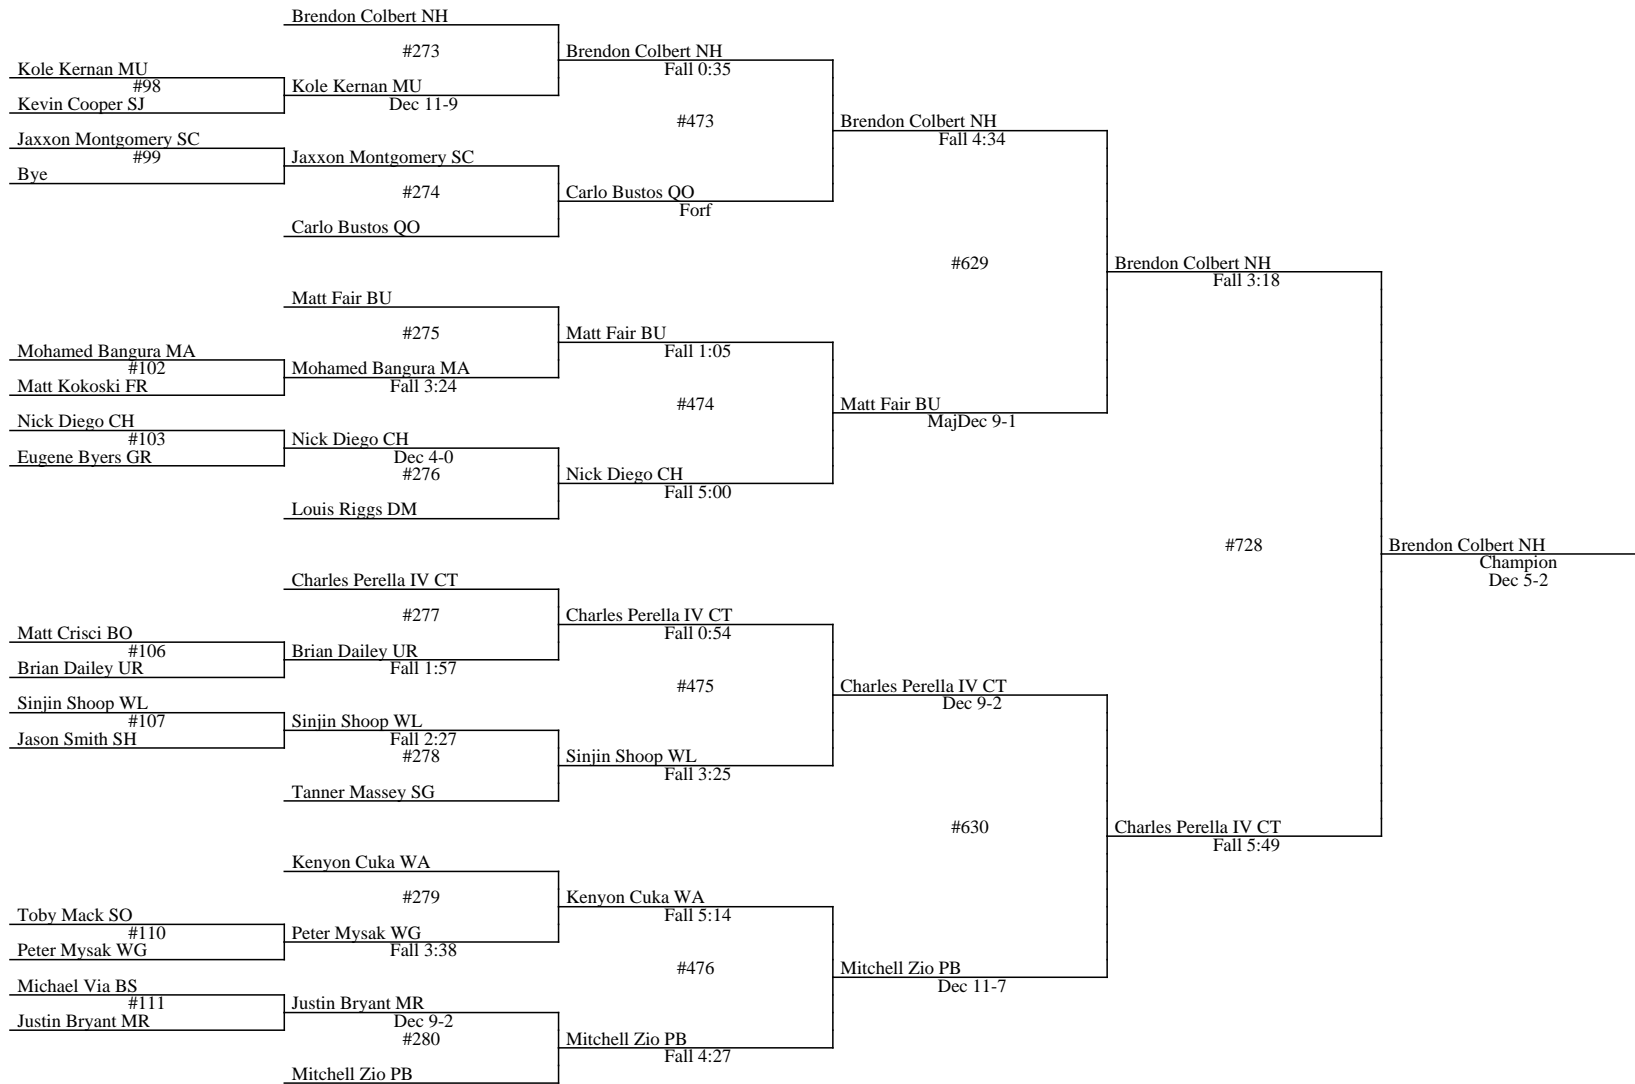 Brendon Colbert NH
#273
Brendon Colbert NH
Fall 0:35
Kole Kernan MU
#98
Kole Kernan MU
Dec 11-9
Kevin Cooper SJ
#473
Brendon Colbert NH
Fall 4:34
Jaxxon Montgomery SC
#99
Jaxxon Montgomery SC
Bye
#274
Carlo Bustos QO
Forf
Carlo Bustos QO
#629
Brendon Colbert NH
Fall 3:18
Matt Fair BU
#275
Matt Fair BU
Fall 1:05
Mohamed Bangura MA
#102
Mohamed Bangura MA
Fall 3:24
Matt Kokoski FR
#474
Matt Fair BU
MajDec 9-1
Nick Diego CH
#103
Nick Diego CH
Dec 4-0
Eugene Byers GR
#276
Nick Diego CH
Fall 5:00
Louis Riggs DM
#728
Brendon Colbert NH
Champion
Dec 5-2
Charles Perella IV CT
#277
Charles Perella IV CT
Fall 0:54
Matt Crisci BO
#106
Brian Dailey UR
Fall 1:57
Brian Dailey UR
#475
Charles Perella IV CT
Dec 9-2
Sinjin Shoop WL
#107
Sinjin Shoop WL
Fall 2:27
Jason Smith SH
#278
Sinjin Shoop WL
Fall 3:25
Tanner Massey SG
#630
Charles Perella IV CT
Fall 5:49
Kenyon Cuka WA
#279
Kenyon Cuka WA
Fall 5:14
Toby Mack SO
#110
Peter Mysak WG
Fall 3:38
Peter Mysak WG
#476
Mitchell Zio PB
Dec 11-7
Michael Via BS
#111
Justin Bryant MR
Dec 9-2
Justin Bryant MR
#280
Mitchell Zio PB
Fall 4:27
Mitchell Zio PB